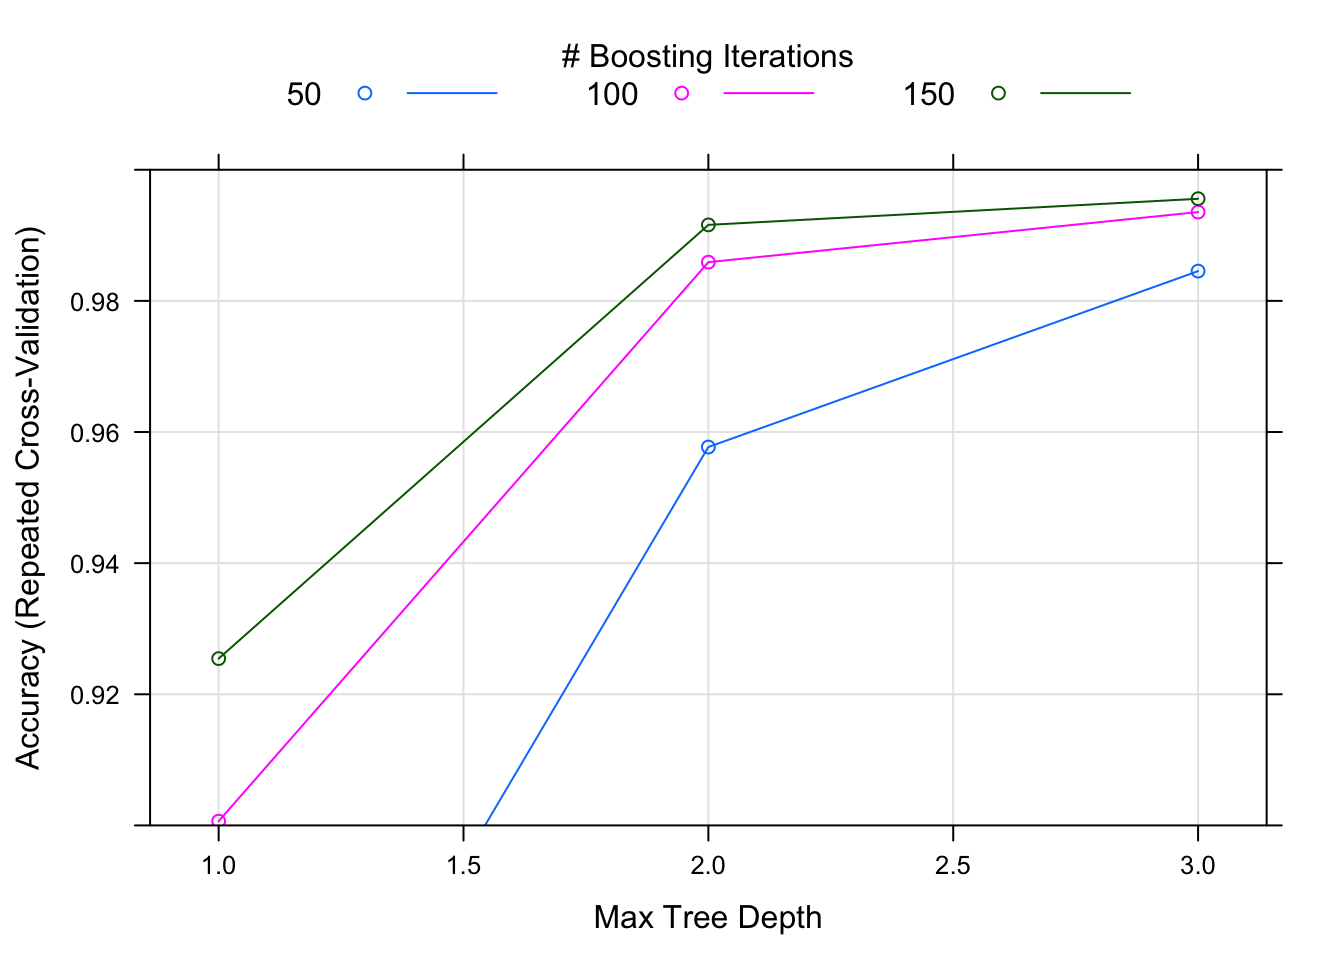 # Boosting Iterations
50 100 150
Accuracy (Repeated Cross-Validation)
0.98
0.96
0.94
0.92
1.0 1.5 2.0 2.5 3.0
Max Tree Depth